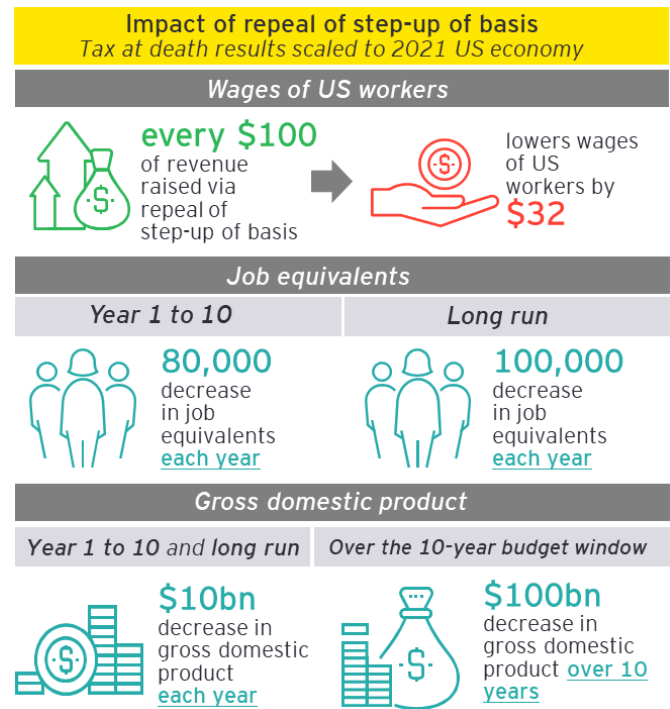 Impact of repeal of step-up of basis
Tax at death results scaled to 2021 US economy
Wages of US workers
every $100
of revenue
raised via
repeal of
step-up of basis
$
$
lowers wages
of US
workers by
$32
Job equivalents
Year 1 to 10
Long run
80,000
decrease
in job
equivalents
each year
100,000
decrease
in job
equivalents
each year
Gross domestic product
Year 1 to 10 and long run
Over the 10-year budget window
$
$10bn
decrease in
gross domestic
product
each year
$
$100bn
decrease in
gross domestic
product over 10
years